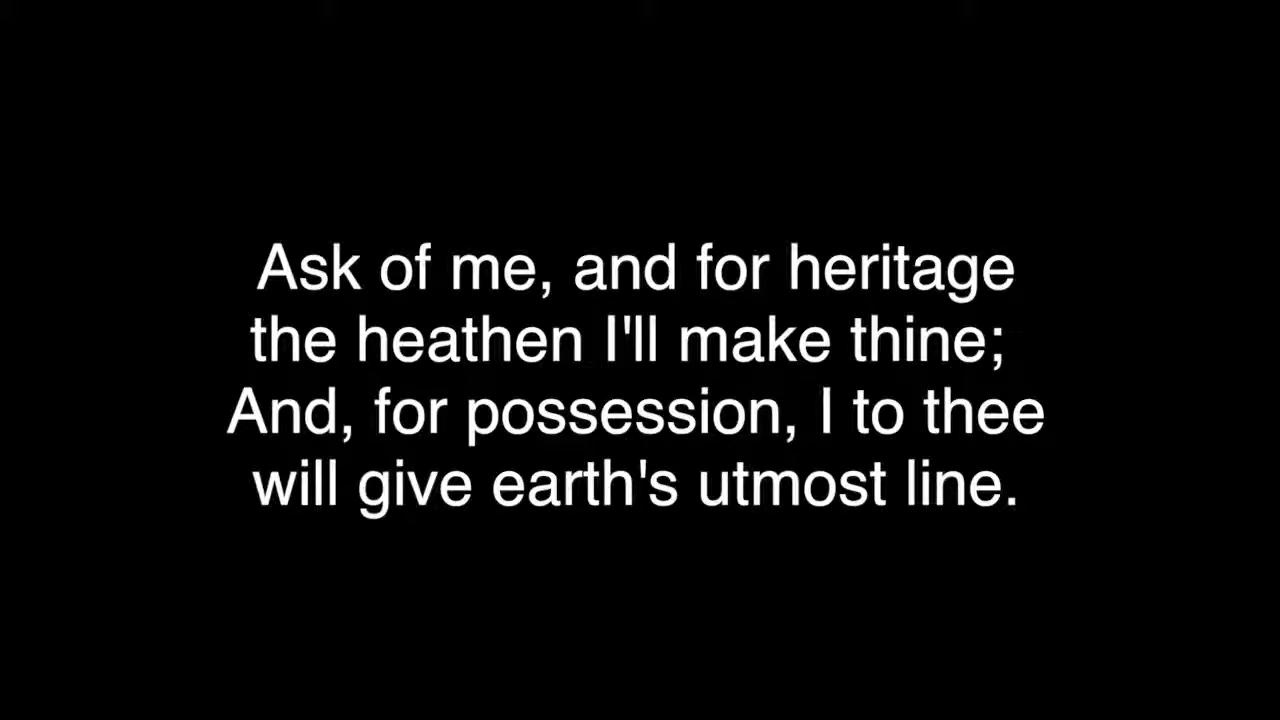 Ask of me, and for heritage
the heathen I'll make thine;
And, for possession, I to thee
will give earth's utmost line.